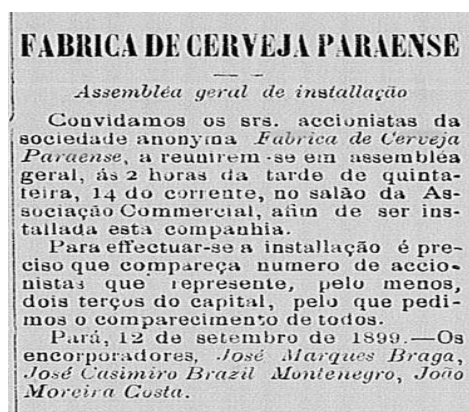 FABRICA DE CERVEJA PARAENSE
Assembléa geral de installação
Convidamos os srs. accionistas da
sociedade anonyma Fabrica de Cerveja
Paraense, a reunirem-se em assembléa
geral, ás 2 horas da tarde de quinta-
teira, 14 do corrente, no salão da As-
sociação Commercial, afim de ser ins-
tallada esta companhia.
Para effectuar-se a installação é pre-
ciso que compareça numero de accio-
nistas que represente, pelo menos,
dois terços do capital, pelo que pedi-
mos o comparecimento de todos.
Pará, 12 de setembro de 1899.—Os
encorporadores, José Marques Braga,
José Casimiro Brazil Montenegro, João
Moreira Costa.